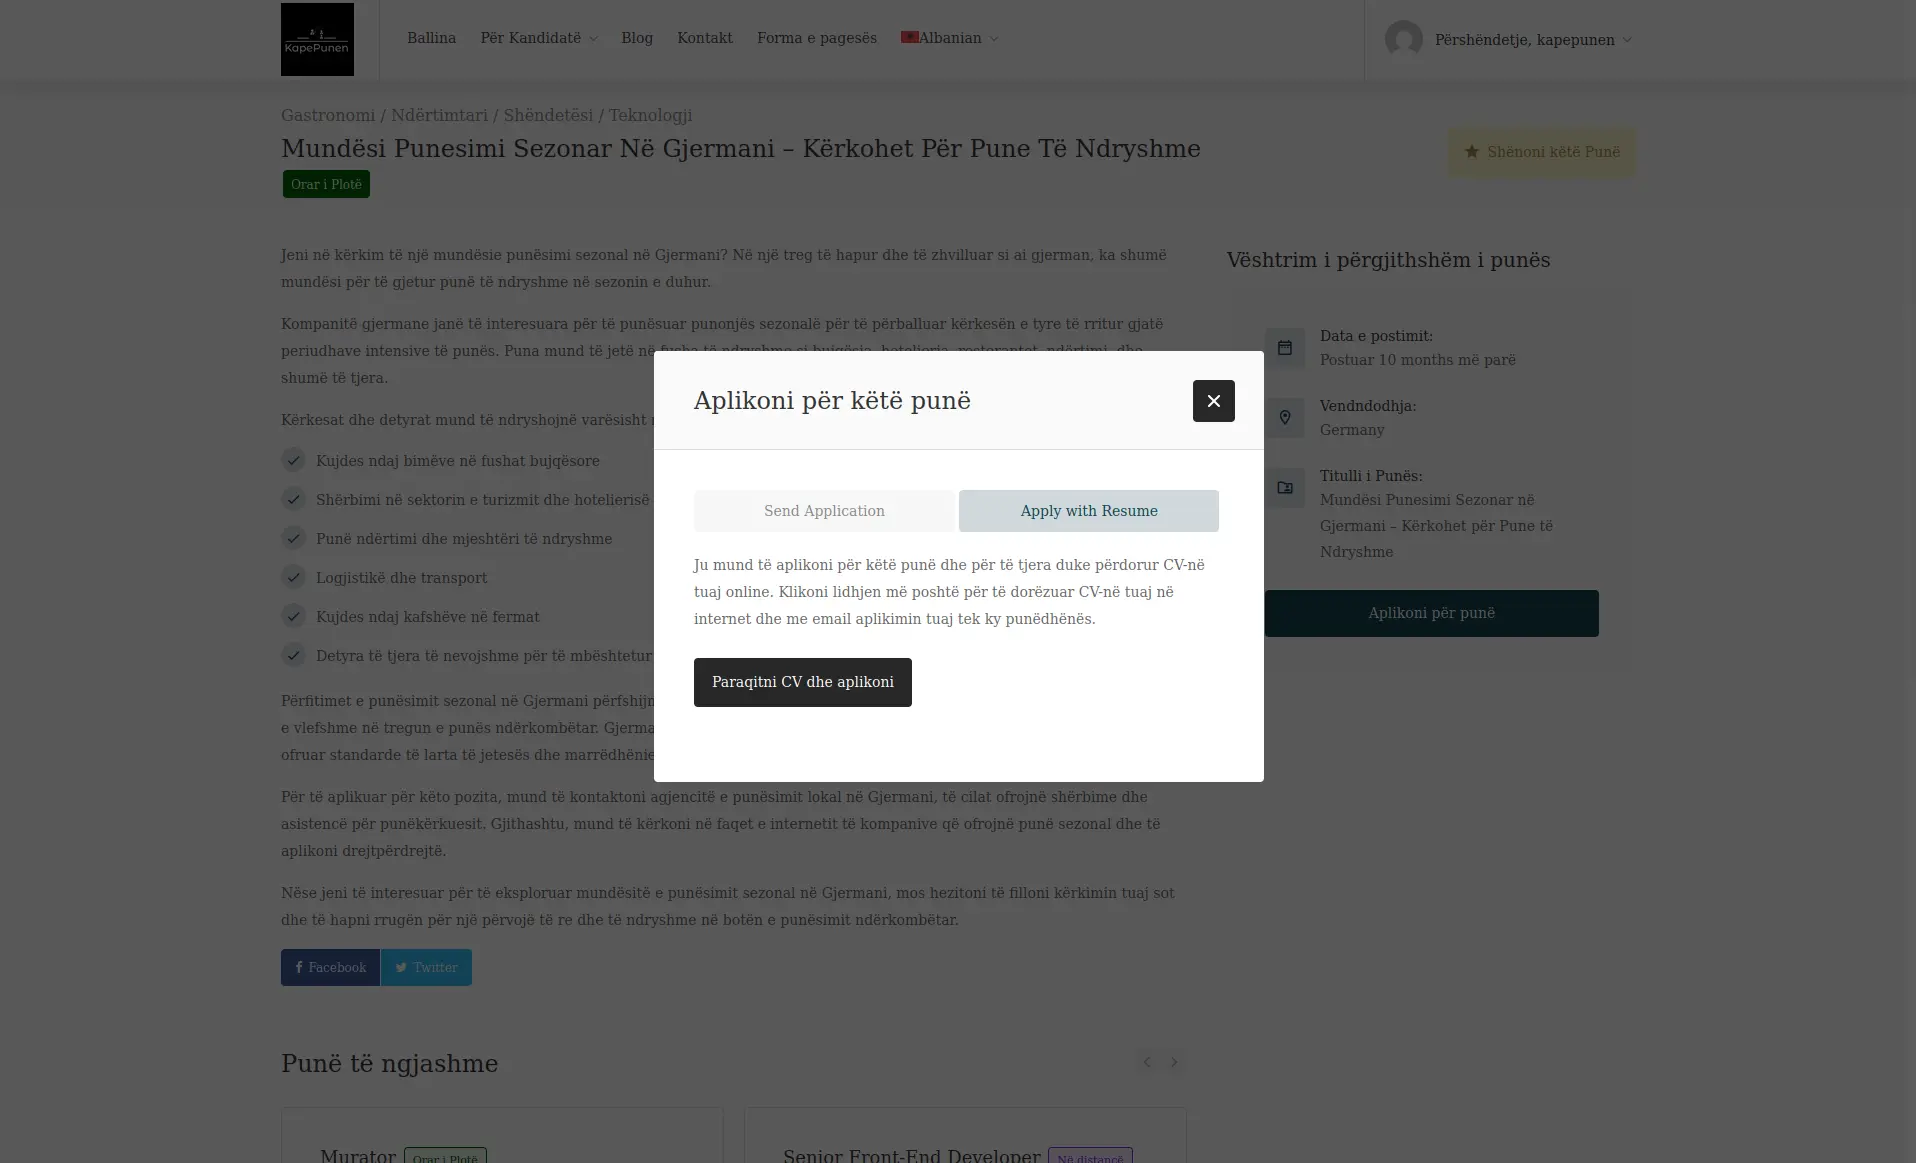 KapePunen
Ballina
Për Kandidatë
Blog
Kontakt
Forma e pagesës
Albanian
Përshëndetje, kapepunen
Gastronomi / Ndërtimtari / Shëndetësi / Teknologji
Mundësi Punesimi Sezonar Në Gjermani – Kërkohet Për Pune Të Ndryshme
Shënoni këtë Punë
Orar i Plotë
Jeni në kërkim të një mundësie punësimi sezonal në Gjermani? Në një treg të hapur dhe të zhvilluar si ai gjerman, ka shumë
mundësi për të gjetur punë të ndryshme në sezonin e duhur.
Kompanitë gjermane janë të interesuara për të punësuar punonjës sezonalë për të përballuar kërkesën e tyre të rritur gjatë
periudhave intensive të punës. Puna mund të jetë në fusha të ndryshme si bujqësia, hotelieria, restorantet, ndërtimi, dhe
shumë të tjera.
Kërkesat dhe detyrat mund të ndryshojnë varësisht
Kujdes ndaj bimëve në fushat bujqësore
Shërbimi në sektorin e turizmit dhe hotelierisë
Punë ndërtimi dhe mjeshtëri të ndryshme
Logjistikë dhe transport
Kujdes ndaj kafshëve në fermat
Detyra të tjera të nevojshme për të mbështetur
Përfitimet e punësimit sezonal në Gjermani
e vlefshme në tregun e punës ndërkombëtar.
ofruar standarde të larta të jetesës dhe
Për të aplikuar për këto pozita, mund të kontaktoni agjencitë e punësimit lokal në Gjermani, të cilat ofrojnë shërbime dhe
asistencë për punëkërkuesit. Gjithashtu, mund të kërkoni në faqet e internetit të kompanive që ofrojnë punë sezonal dhe të
aplikoni drejtpërdrejtë.
Nëse jeni të interesuar për të eksploruar mundësitë e punësimit sezonal në Gjermani, mos hezitoni të filloni kërkimin tuaj sot
dhe të hapni rrugën për një përvojë të re dhe të ndryshme në botën e punësimit ndërkombëtar.
Facebook
Twitter
Vështrim i përgjithshëm i punës
Data e postimit:
Postuar 10 months më parë
Vendndodhja:
Germany
Titulli i Punës:
Mundësi Punesimi Sezonar në
Gjermani – Kërkohet për Pune të
Ndryshme
Aplikoni për punë
Aplikoni për këtë punë
Send Application
Apply with Resume
Ju mund të aplikoni për këtë punë dhe për të tjera duke përdorur CV-në
tuaj online. Klikoni lidhjen më poshtë për të dorëzuar CV-në tuaj në
internet dhe me email aplikimin tuaj tek ky punëdhënës.
Paraqitni CV dhe aplikoni
Punë të ngjashme
Murator
Orar i Plotë
Senior Front-End Developer
Në distancë